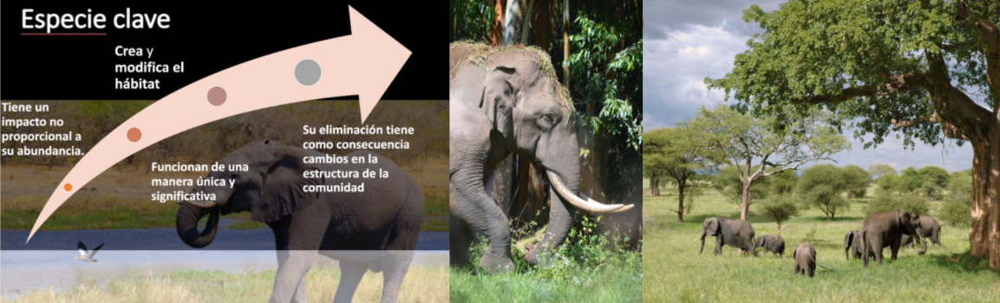 Especie clave
Crea y
modifica el
hábitat
Tiene un
impacto no
proporcional a
su abundancia.
Su eliminación tiene
como consecuencia
cambios en la
estructura de la
comunidad
Funcionan de una
manera única y
significativa